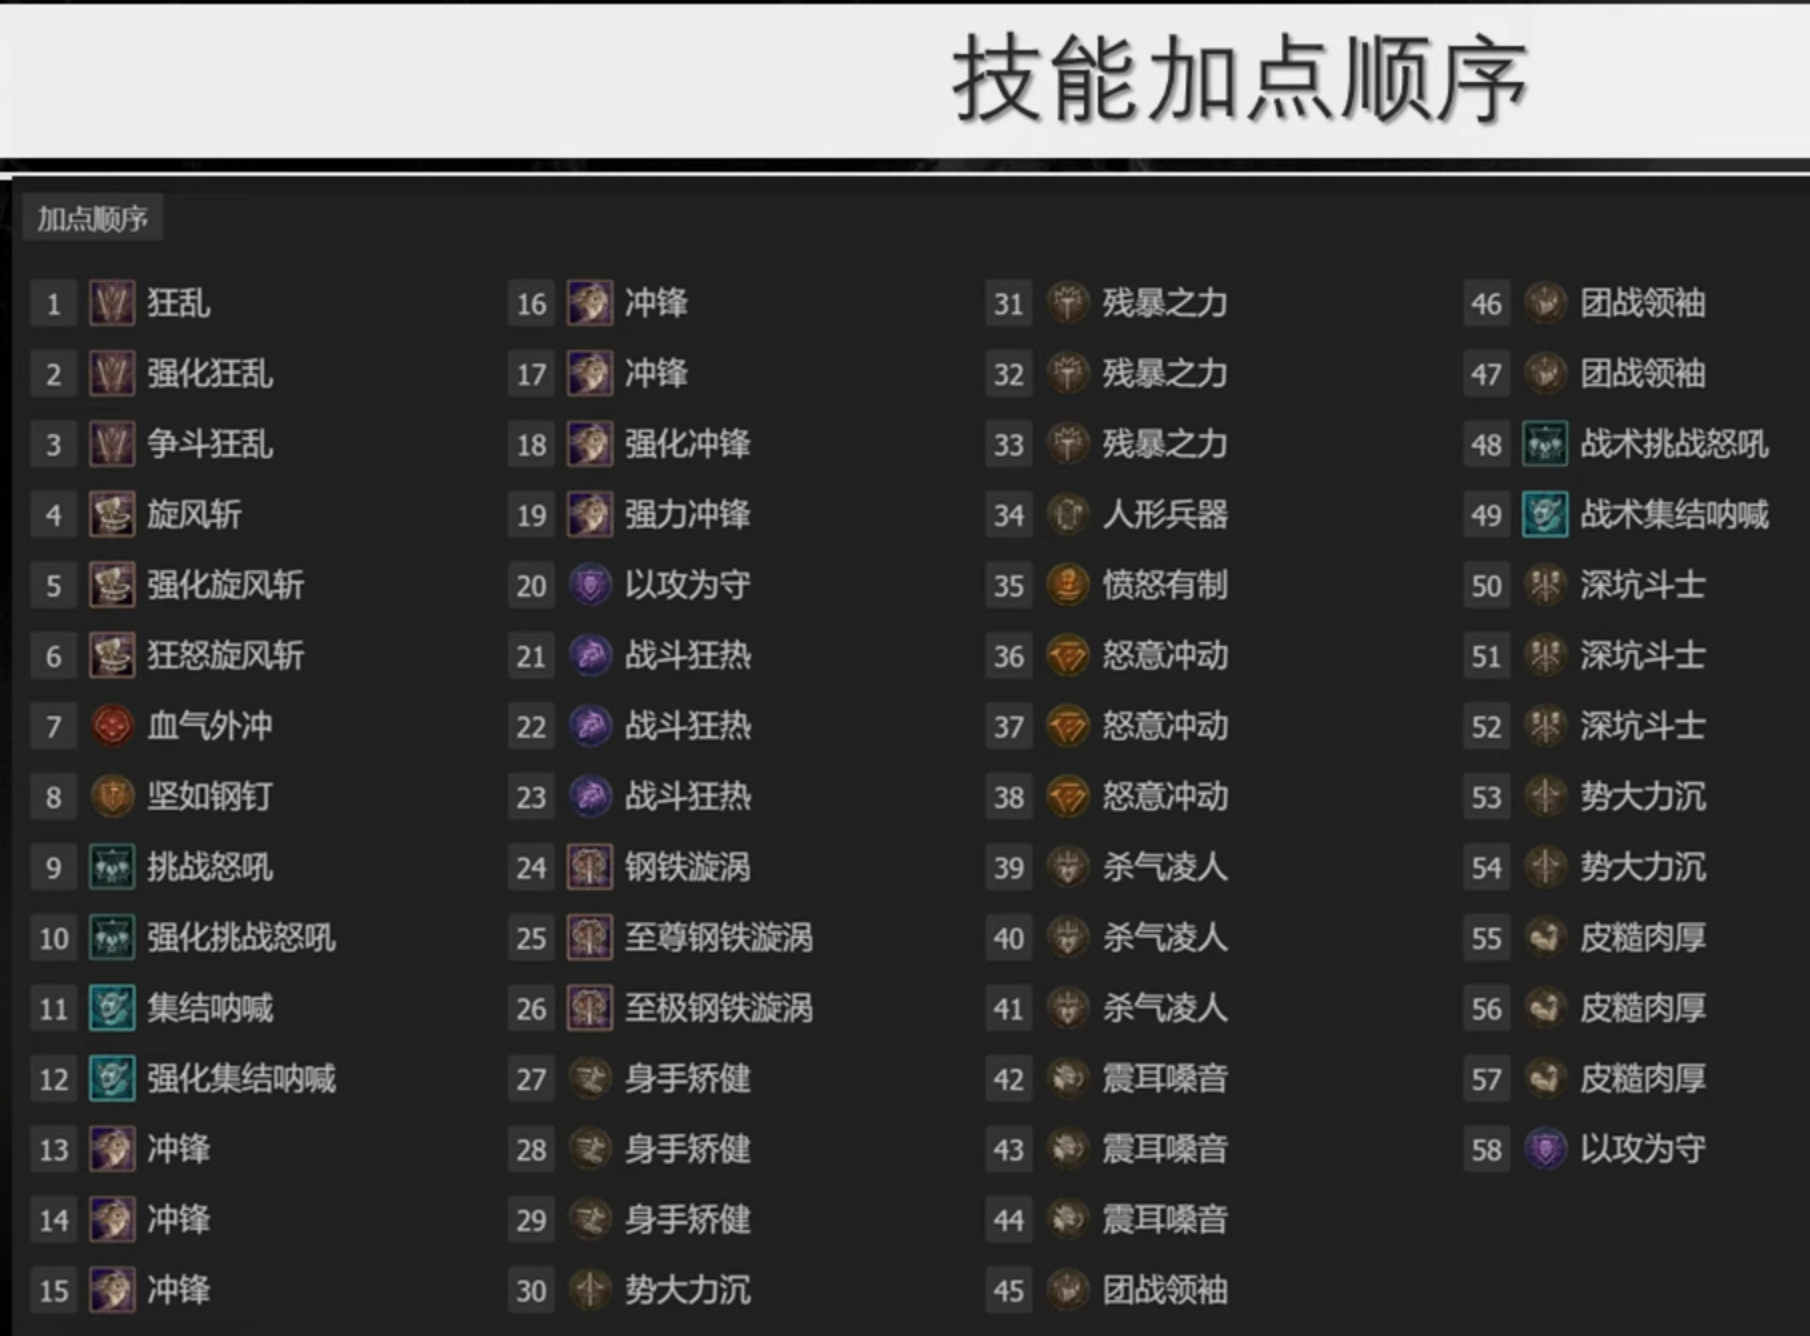 技能加点顺序
加点顺序
1 狂乱
2 强化狂乱
3 争斗狂乱
4 旋风斩
5 强化旋风斩
6 狂怒旋风斩
7 血气外冲
8 坚如钢钉
9 挑战怒吼
10 强化挑战怒吼
11 集结呐喊
12 强化集结呐喊
13 冲锋
14 冲锋
15 冲锋
16 冲锋
17 冲锋
18 强化冲锋
19 强力冲锋
20 以攻为守
21 战斗狂热
22 战斗狂热
23 战斗狂热
24 钢铁漩涡
25 至尊钢铁漩涡
26 至极钢铁漩涡
27 身手矫健
28 身手矫健
29 身手矫健
30 势大力沉
31 残暴之力
32 残暴之力
33 残暴之力
34 人形兵器
35 愤怒有制
36 怒意冲动
37 怒意冲动
38 怒意冲动
39 杀气凌人
40 杀气凌人
41 杀气凌人
42 震耳嗓音
43 震耳嗓音
44 震耳嗓音
45 团战领袖
46 团战领袖
47 团战领袖
48 战术挑战怒吼
49 战术集结呐喊
50 深坑斗士
51 深坑斗士
52 深坑斗士
53 势大力沉
54 势大力沉
55 皮糙肉厚
56 皮糙肉厚
57 皮糙肉厚
58 以攻为守